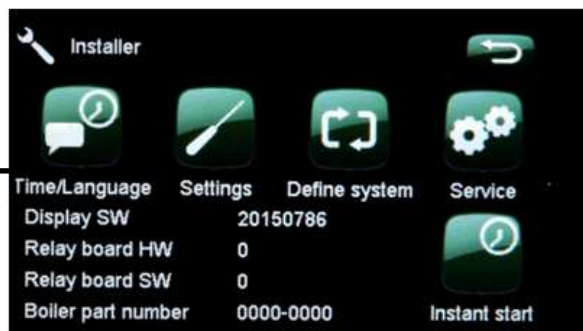 Installer
Time/Language Settings Define system Service
Display SW 20150786
Relay board HW 0
Relay board SW 0
Boiler part number 0000-0000
Instant start